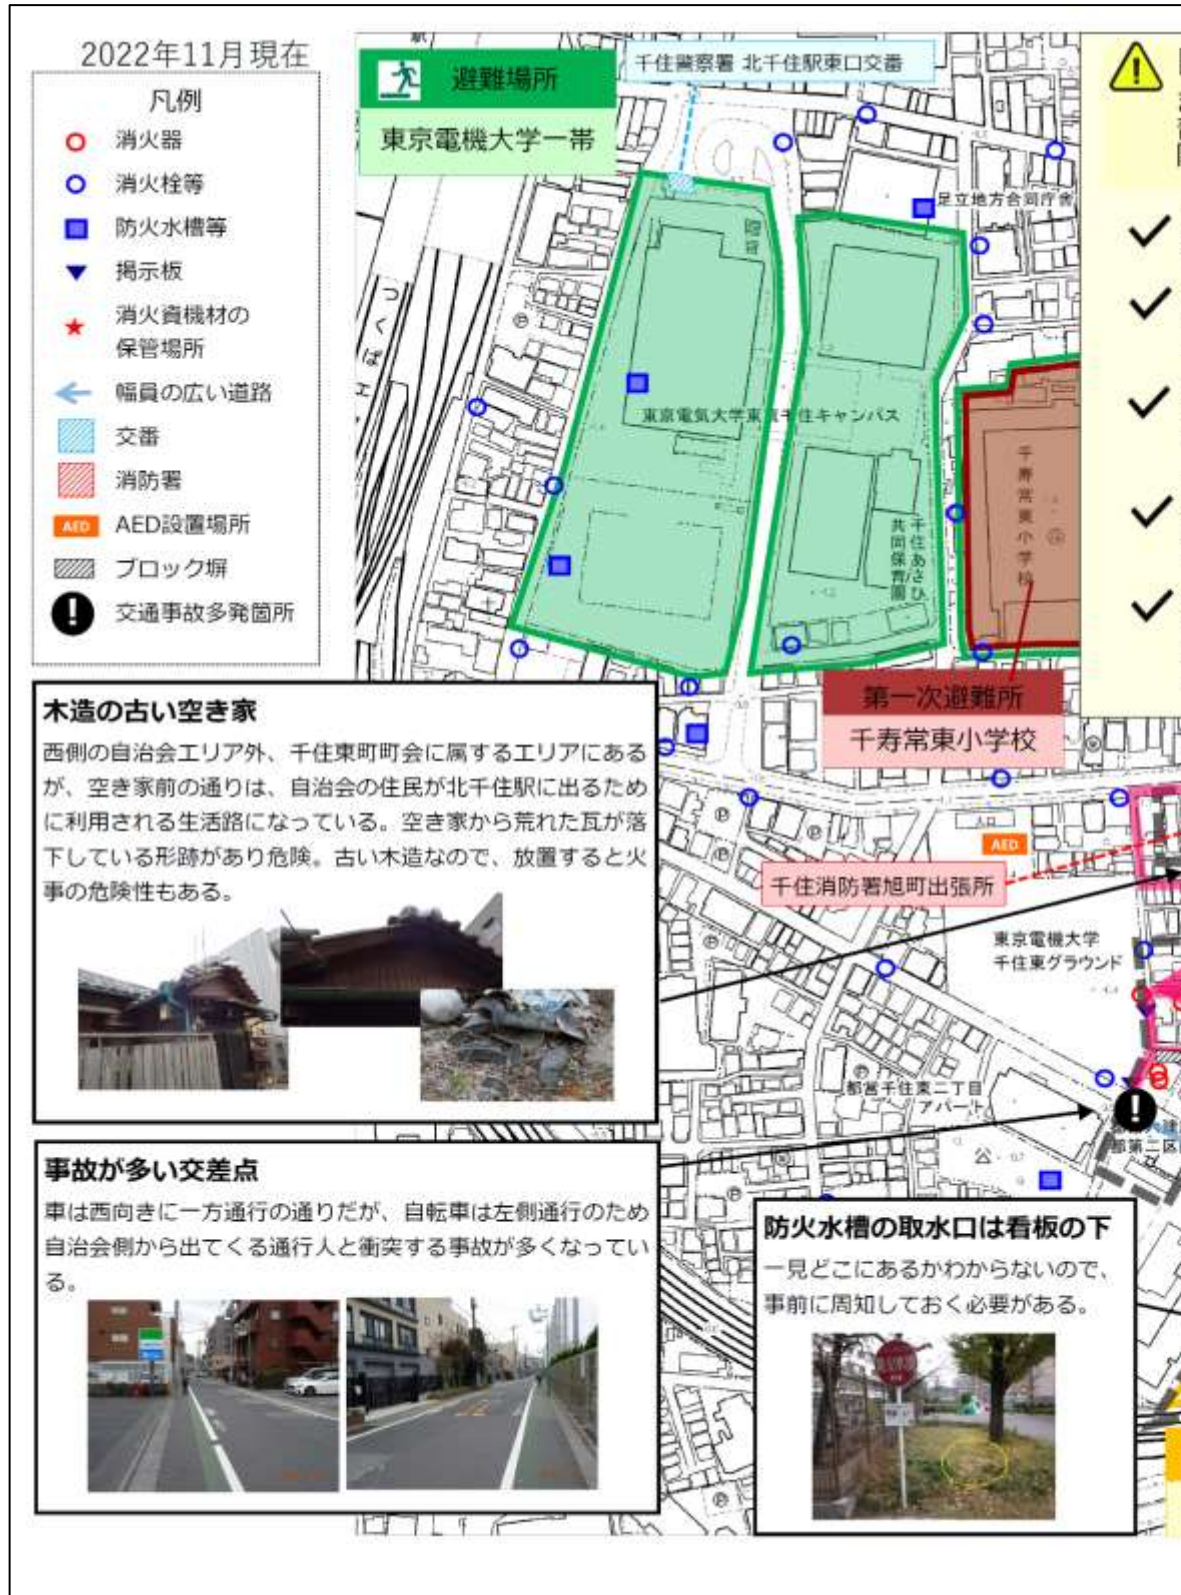 2022年11月現在
凡例
消火器
消火栓等
防火水槽等
掲示板
消火資機材の
保管場所
幅員の広い道路
交番
消防署
AED
AED設置場所
ブロック塀
交通事故多発箇所
避難場所
東京電機大学一帯
千住警察署 北千住駅東口交番
足立地方合同庁舎
つくばエ
東京電気大学東京千住キャンパス
千住あさひ
共同保育園
千寿常東小学校
第一次避難所
千寿常東小学校
入口
AED
千住消防署旭町出張所
東京電機大学
千住東グラウンド
都営千住東二丁目
アパート
公
都第二区
木造の古い空き家
西側の自治会エリア外、千住東町町会に属するエリアにある
が、空き家前の通りは、自治会の住民が北千住駅に出るため
に利用される生活路になっている。空き家から荒れた瓦が落
下している形跡があり危険。古い木造なので、放置すると火
事の危険性もある。
事故が多い交差点
車は西向きに一方通行の通りだが、自転車は左側通行のため
自治会側から出てくる通行人と衝突する事故が多くなってい
る。
防火水槽の取水口は看板の下
一見どこにあるかわからないので、
事前に周知しておく必要がある。